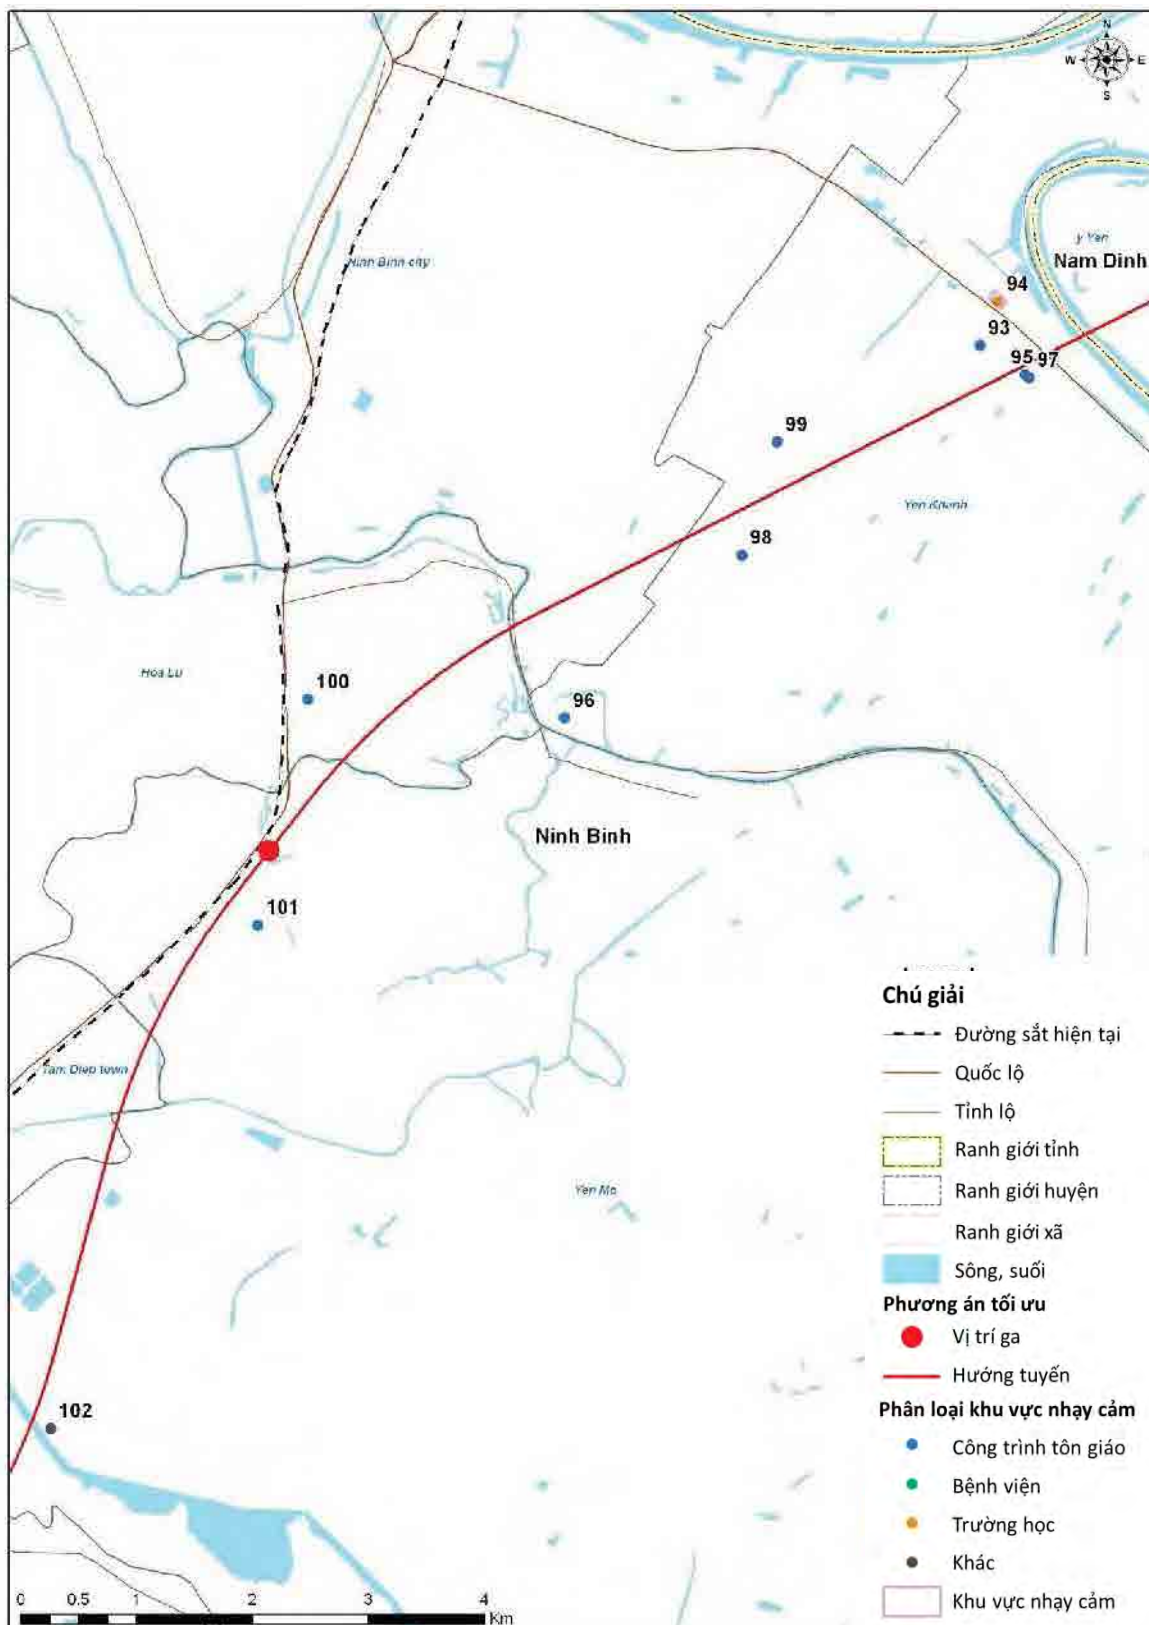 N
W E
S
ý Yen
Nam Dinh
Ninh Binh city
94
93
95 97
99
Yen Khanh
98
Hoa Lu
100
96
Ninh Binh
101
Chú giải
Đường sắt hiện tại
Quốc lộ
Tam Diep town
Tỉnh lộ
Ranh giới tỉnh
Yen Mo
Ranh giới huyện
Ranh giới xã
Sông, suối
Phương án tối ưu
Vị trí ga
Hướng tuyến
102
Phân loại khu vực nhạy cảm
Công trình tôn giáo
Bệnh viện
Trường học
Khác
Khu vực nhạy cảm
0 0.5 1 2 3 4
Km